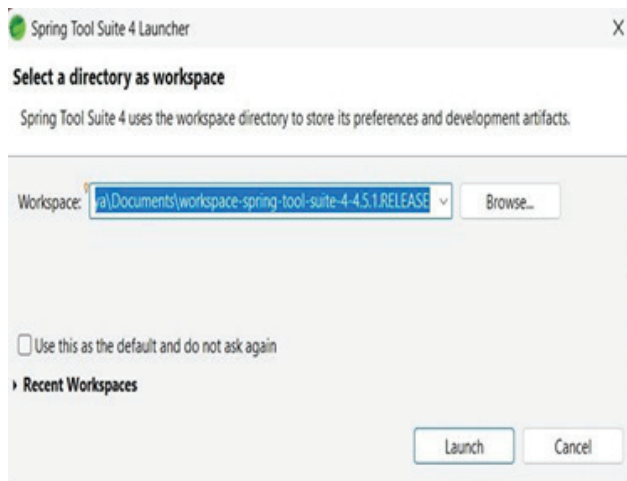 Spring Tool Suite 4 Launcher
Select a directory as workspace
Spring Tool Suite 4 uses the workspace directory to store its preferences and development artifacts.
Workspace: va\Documents\workspace-spring-tool-suite-4-4.5.1.RELEASE Browse...
Use this as the default and do not ask again
Recent Workspaces
Launch Cancel